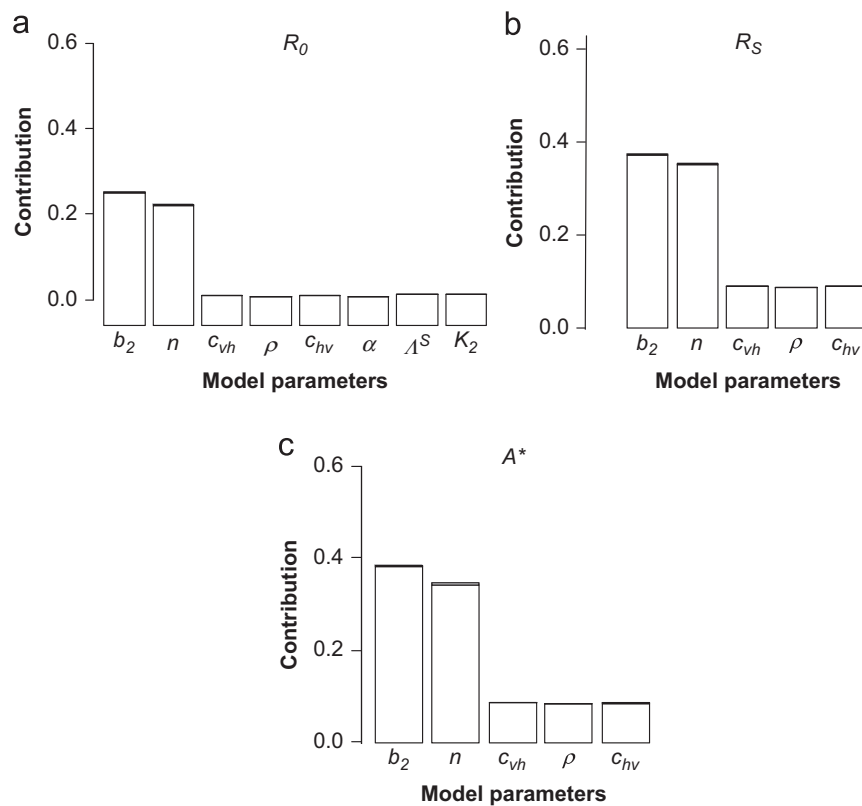 a
R0
0.6
0.4
0.2
0.0
Contribution
b2 n cvh ρ chv α ΛS K2
Model parameters
b
RS
0.6
0.4
0.2
0.0
Contribution
b2 n cvh ρ chv
Model parameters
c
A*
0.6
0.4
0.2
0.0
Contribution
b2 n cvh ρ chv
Model parameters